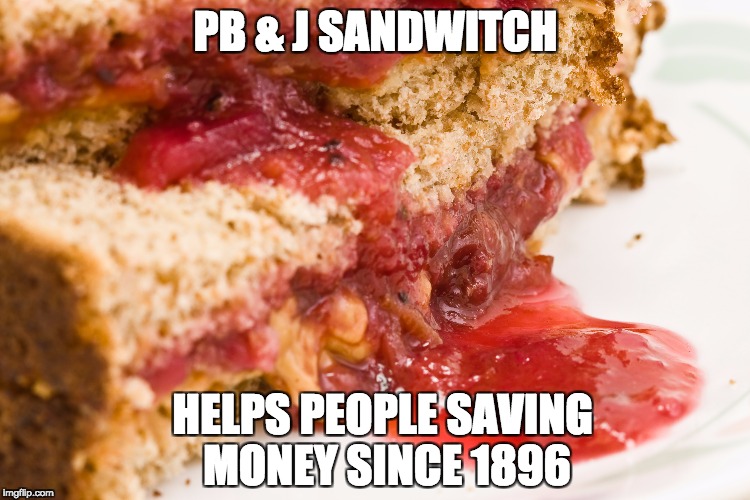 PB & J SANDWITCH
HELPS PEOPLE SAVING
MONEY SINCE 1896
imgflip.com